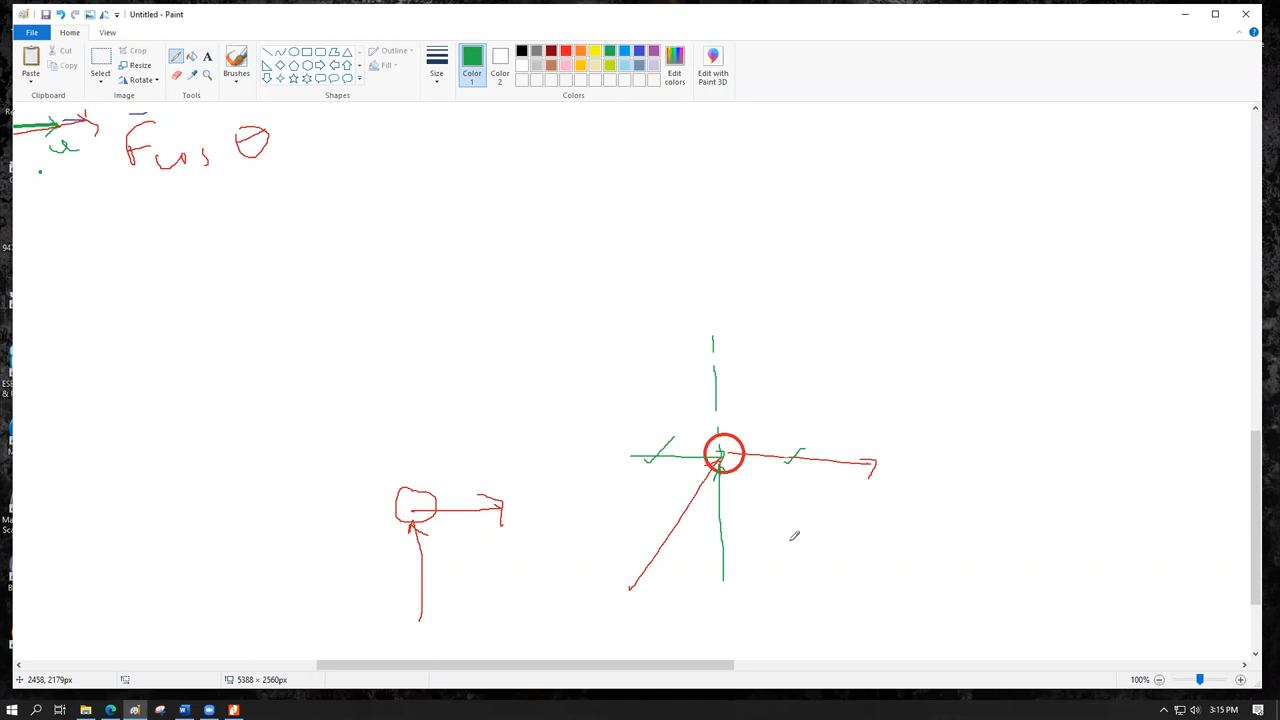 Untitled - Paint
File
Home
View
Cut
Copy
Paste
Clipboard
Crop
Resize
Rotate
Select
Image
A
Tools
Brushes
Outline
Fill
Shapes
Size
Color
1
Color
2
Edit
colors
Edit with
Paint 3D
Colors
F cos θ
2458, 2179px
5388 × 2560px
100%
3:15 PM